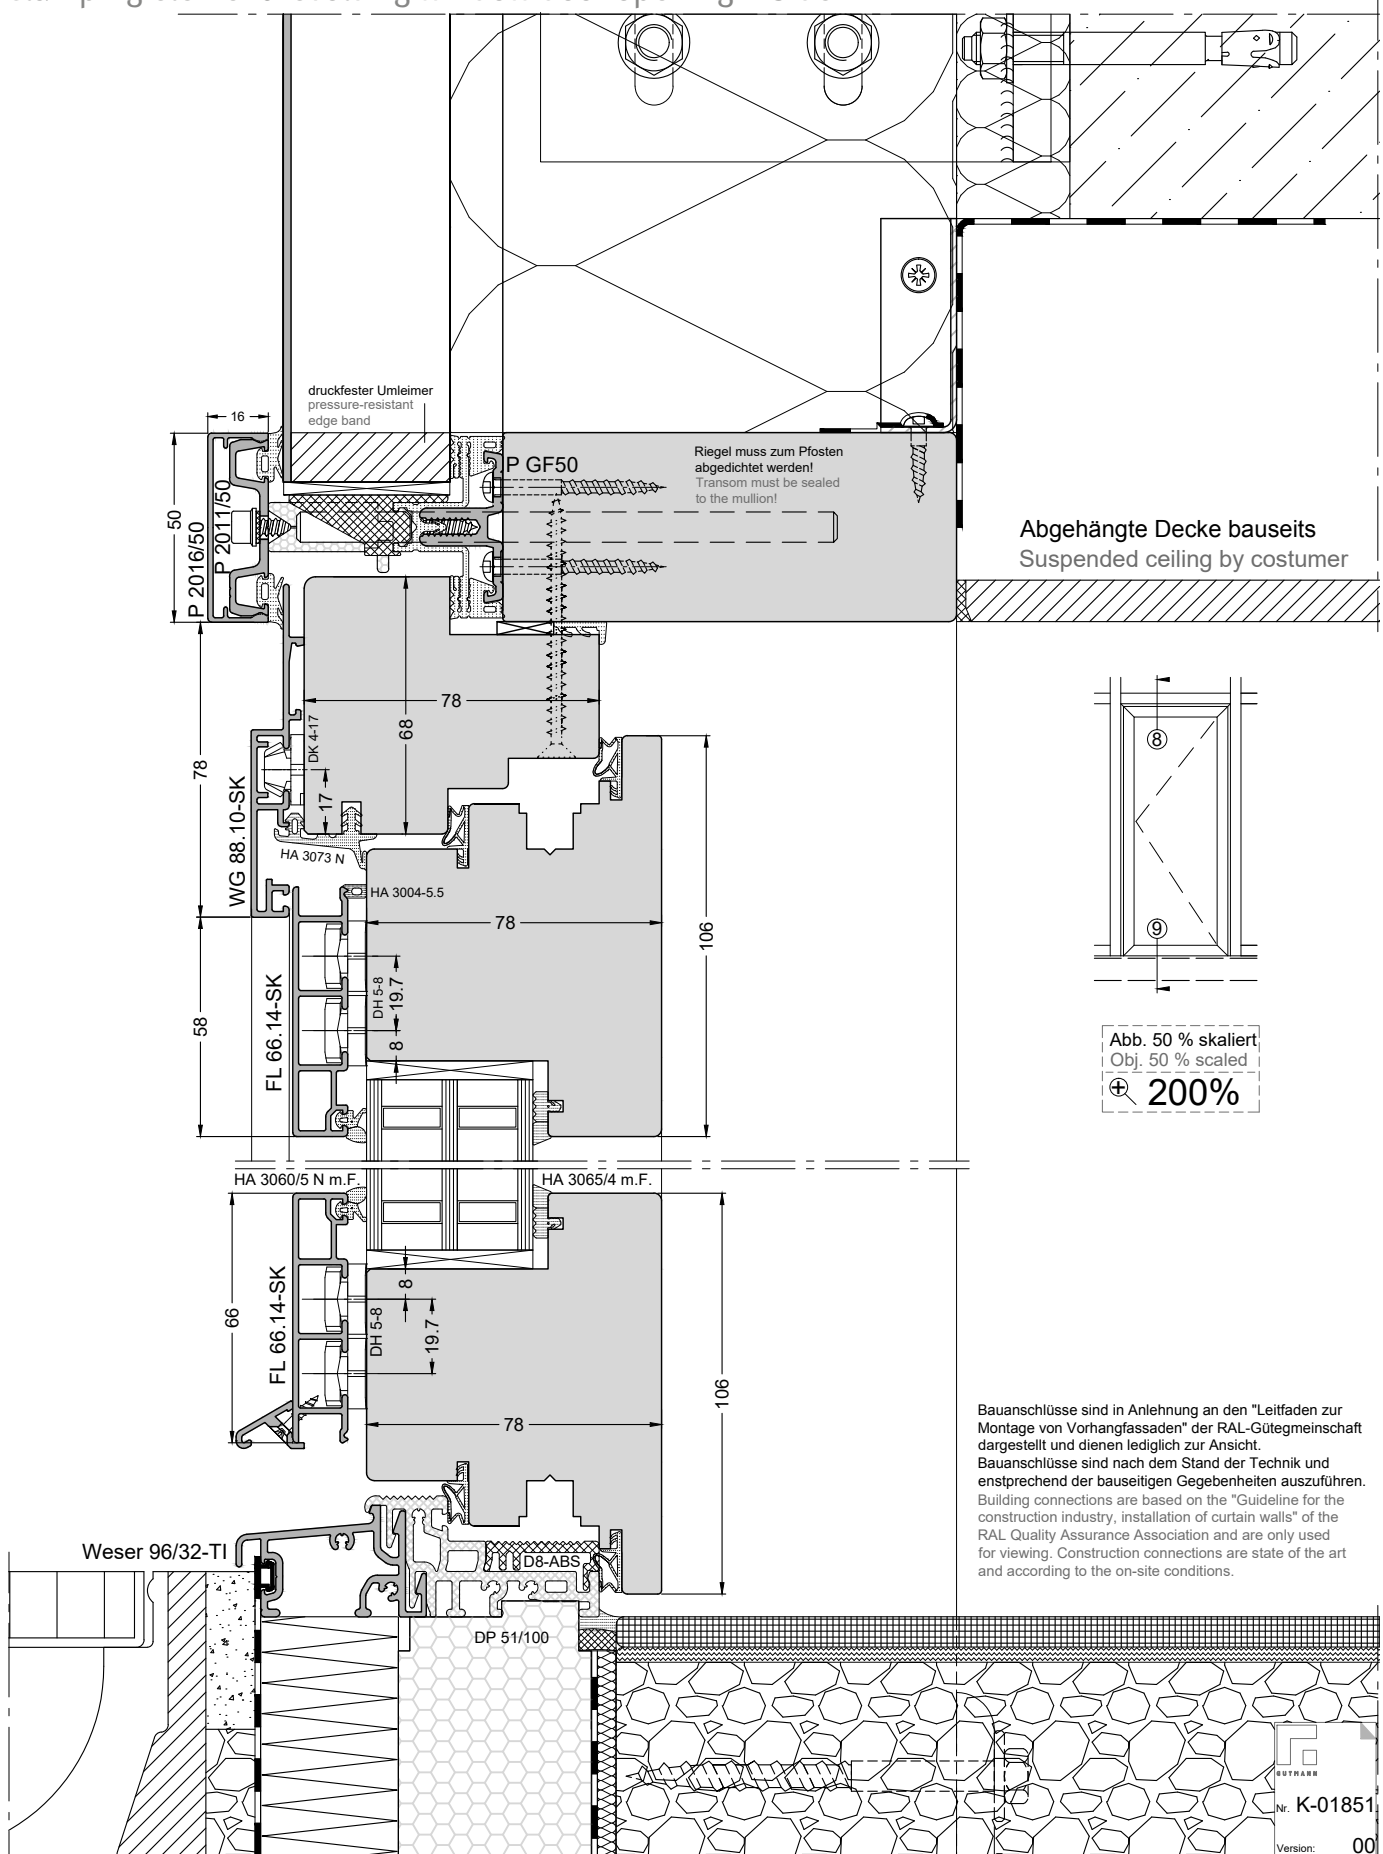 druckfester Umleimer
pressure-resistant
edge band
16
50
P 2016/50
P 2011/50
P GF50
Riegel muss zum Pfosten
abgedichtet werden!
Transom must be sealed
to the mullion!
Abgehängte Decke bauseits
Suspended ceiling by costumer
78
68
DK 4-17
17
78
WG 88.10-SK
HA 3073 N
HA 3004-5.5
78
106
58
FL 66.14-SK
DH 5-8
19.7
8
8
9
Abb. 50 % skaliert
Obj. 50 % scaled
200%
HA 3060/5 N m.F.
HA 3065/4 m.F.
66
FL 66.14-SK
8
DH 5-8
19.7
78
106
Bauanschlüsse sind in Anlehnung an den "Leitfaden zur
Montage von Vorhangfassaden" der RAL-Gütegmeinschaft
dargestellt und dienen lediglich zur Ansicht.
Bauanschlüsse sind nach dem Stand der Technik und
enstprechend der bauseitigen Gegebenheiten auszuführen.
Building connections are based on the "Guideline for the
construction industry, installation of curtain walls" of the
RAL Quality Assurance Association and are only used
for viewing. Construction connections are state of the art
and according to the on-site conditions.
Weser 96/32-TI
D8-ABS
DP 51/100
GUTMANN
Nr. K-01851
Version: 00